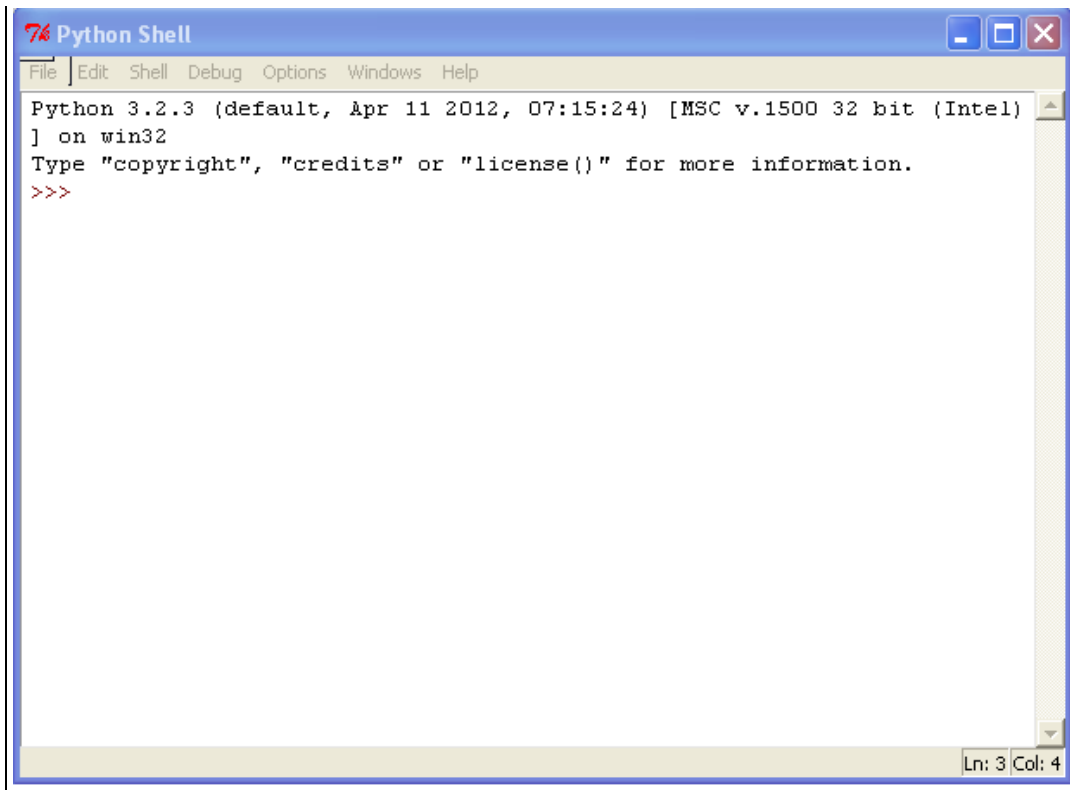 Python Shell
File Edit Shell Debug Options Windows Help
Python 3.2.3 (default, Apr 11 2012, 07:15:24) [MSC v.1500 32 bit (Intel)
] on win32
Type "copyright", "credits" or "license()" for more information.
>>>
Ln: 3 Col: 4